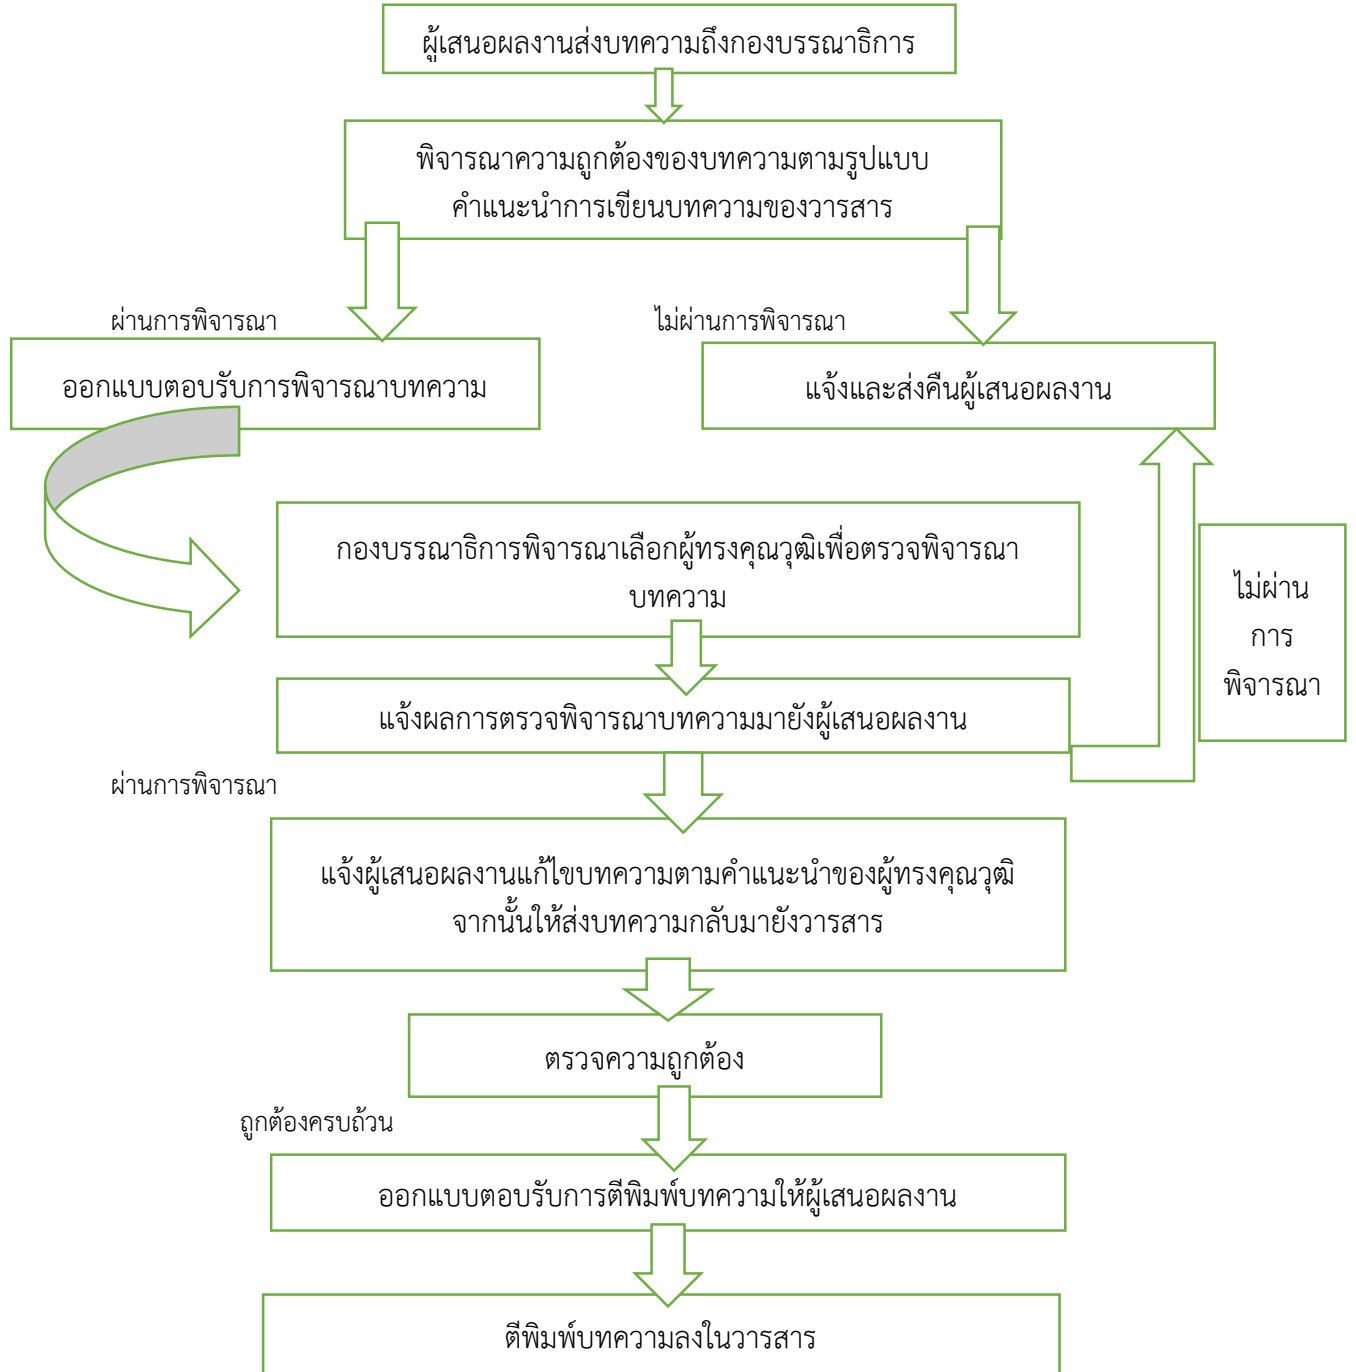 ผู้เสนอผลงานส่งบทความถึงกองบรรณาธิการ
พิจารณาความถูกต้องของบทความตามรูปแบบ
คำแนะนำการเขียนบทความของวารสาร
ผ่านการพิจารณา
ไม่ผ่านการพิจารณา
ออกแบบตอบรับการพิจารณาบทความ
แจ้งและส่งคืนผู้เสนอผลงาน
กองบรรณาธิการพิจารณาเลือกผู้ทรงคุณวุฒิเพื่อตรวจพิจารณา
บทความ
ไม่ผ่าน
การ
พิจารณา
แจ้งผลการตรวจพิจารณาบทความมายังผู้เสนอผลงาน
ผ่านการพิจารณา
แจ้งผู้เสนอผลงานแก้ไขบทความตามคำแนะนำของผู้ทรงคุณวุฒิ
จากนั้นให้ส่งบทความกลับมายังวารสาร
ตรวจความถูกต้อง
ถูกต้องครบถ้วน
ออกแบบตอบรับการตีพิมพ์บทความให้ผู้เสนอผลงาน
ตีพิมพ์บทความลงในวารสาร